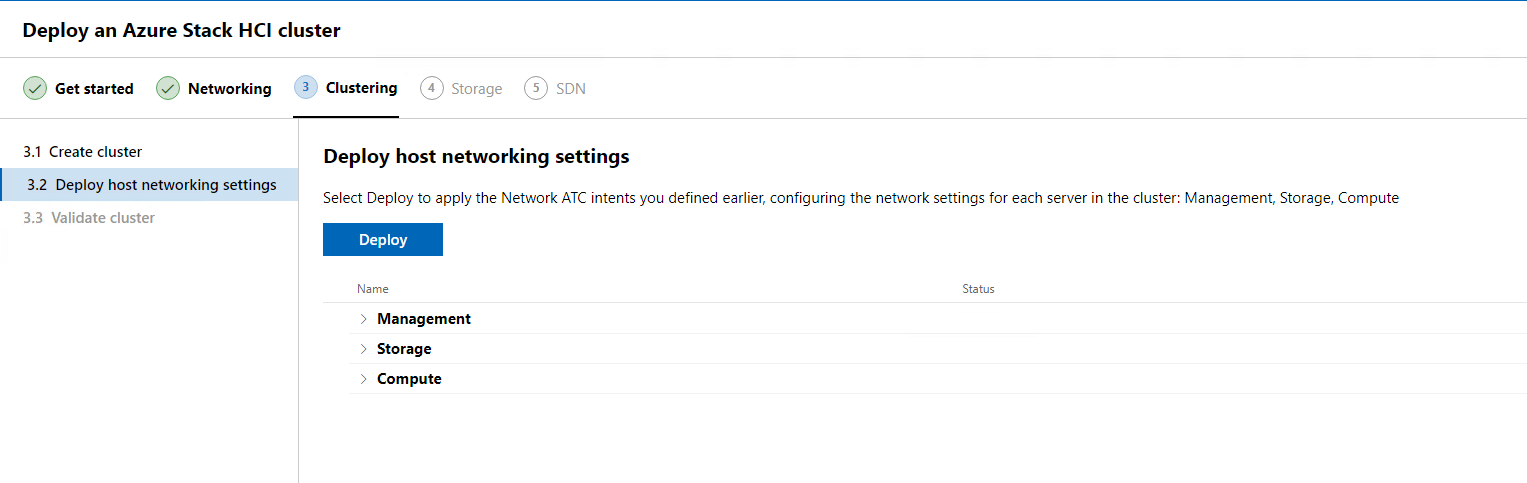 Deploy an Azure Stack HCI cluster
Get started Networking 3 Clustering 4 Storage 5 SDN
3.1 Create cluster
3.2 Deploy host networking settings
3.3 Validate cluster
Deploy host networking settings
Select Deploy to apply the Network ATC intents you defined earlier, configuring the network settings for each server in the cluster: Management, Storage, Compute
Deploy
Name Status
Management
Storage
Compute